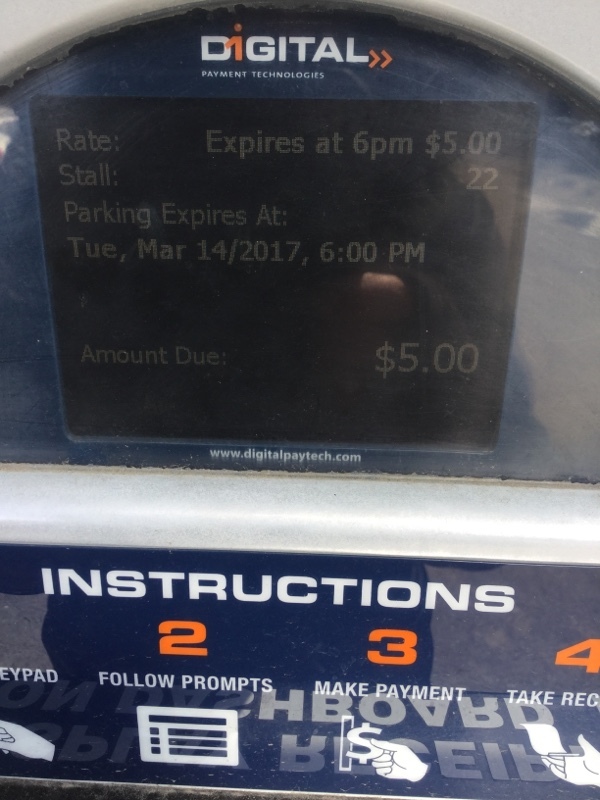 DIGITAL
PAYMENT TECHNOLOGIES
Rate: Expires at 6pm $5.00
Stall: 22
Parking Expires At:
Tue, Mar 14/2017, 6:00 PM
Amount Due: $5.00
www.digitalpaytech.com
INSTRUCTIONS
2 3 4
EYPAD FOLLOW PROMPTS MAKE PAYMENT TAKE REC
$